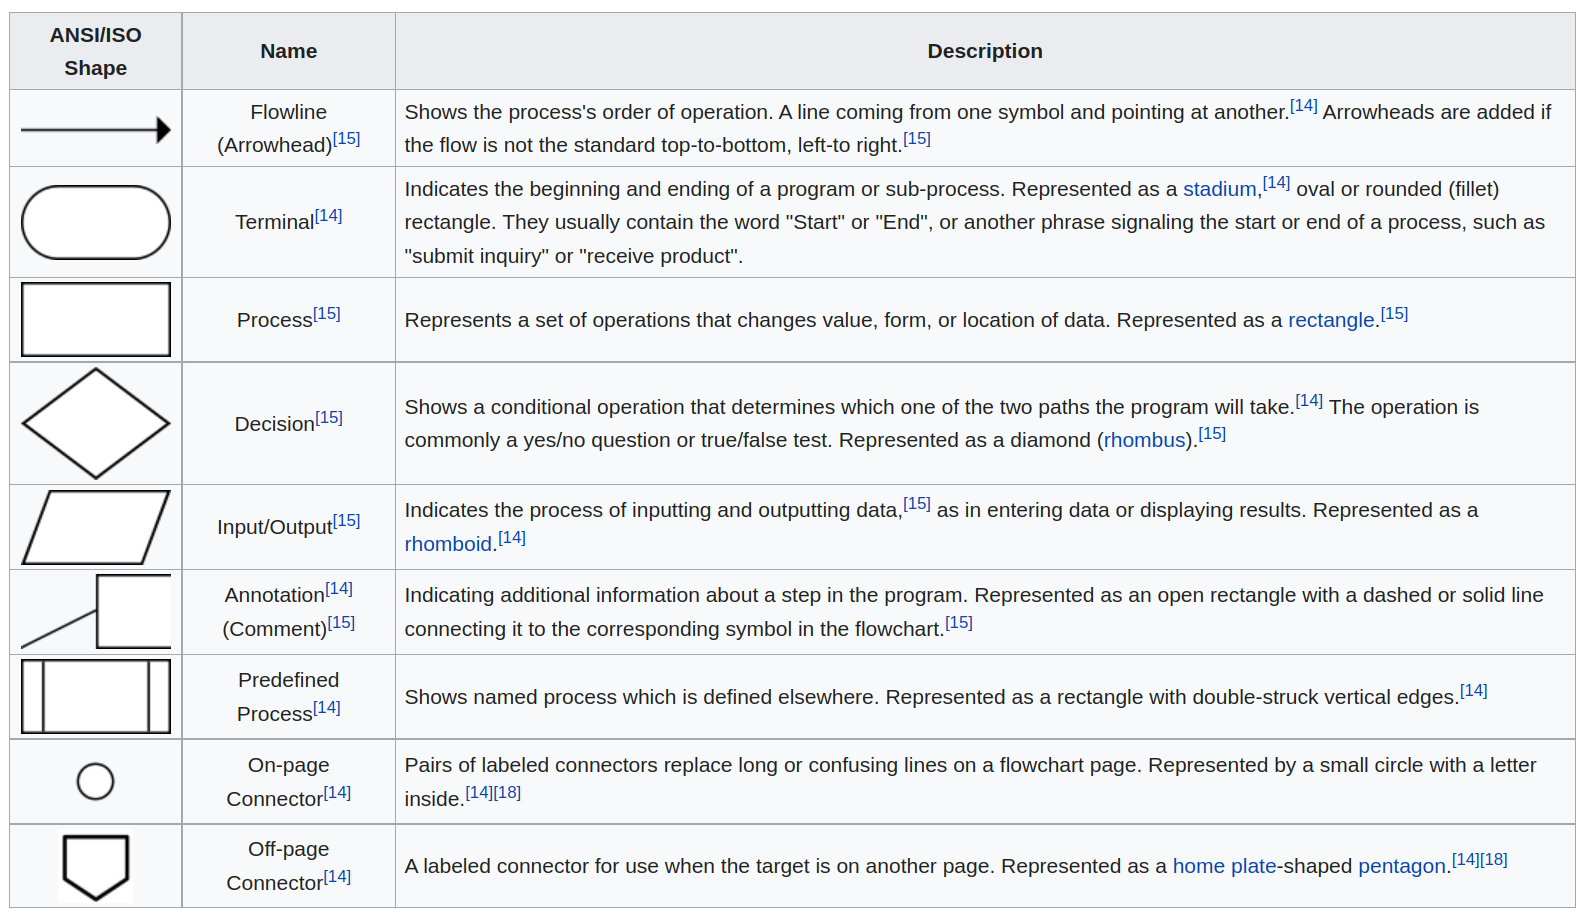 ANSI/ISO
Shape
Name
Description
Flowline
(Arrowhead)[15]
Shows the process's order of operation. A line coming from one symbol and pointing at another.[14] Arrowheads are added if
the flow is not the standard top-to-bottom, left-to right.[15]
Terminal[14]
Indicates the beginning and ending of a program or sub-process. Represented as a stadium,[14] oval or rounded (fillet)
rectangle. They usually contain the word "Start" or "End", or another phrase signaling the start or end of a process, such as
"submit inquiry" or "receive product".
Process[15]
Represents a set of operations that changes value, form, or location of data. Represented as a rectangle.[15]
Decision[15]
Shows a conditional operation that determines which one of the two paths the program will take.[14] The operation is
commonly a yes/no question or true/false test. Represented as a diamond (rhombus).[15]
Input/Output[15]
Indicates the process of inputting and outputting data,[15] as in entering data or displaying results. Represented as a
rhomboid.[14]
Annotation[14]
(Comment)[15]
Indicating additional information about a step in the program. Represented as an open rectangle with a dashed or solid line
connecting it to the corresponding symbol in the flowchart.[15]
Predefined
Process[14]
Shows named process which is defined elsewhere. Represented as a rectangle with double-struck vertical edges.[14]
On-page
Connector[14]
Pairs of labeled connectors replace long or confusing lines on a flowchart page. Represented by a small circle with a letter
inside.[14][18]
Off-page
Connector[14]
A labeled connector for use when the target is on another page. Represented as a home plate-shaped pentagon.[14][18]